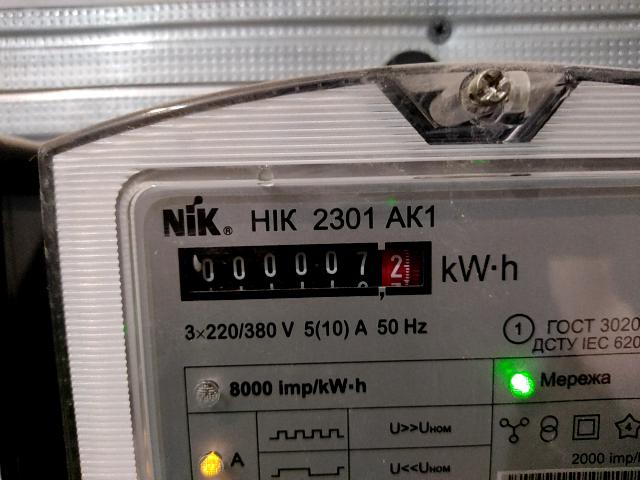 NiK® НІК 2301 АК1
0000072 kW·h
3×220/380 V 5(10) A 50 Hz
1 ГОСТ 3020
ДСТУ IEC 620
8000 imp/kW·h
Мережа
A
U>>Uном
U<<Uном
4
2000 imp/